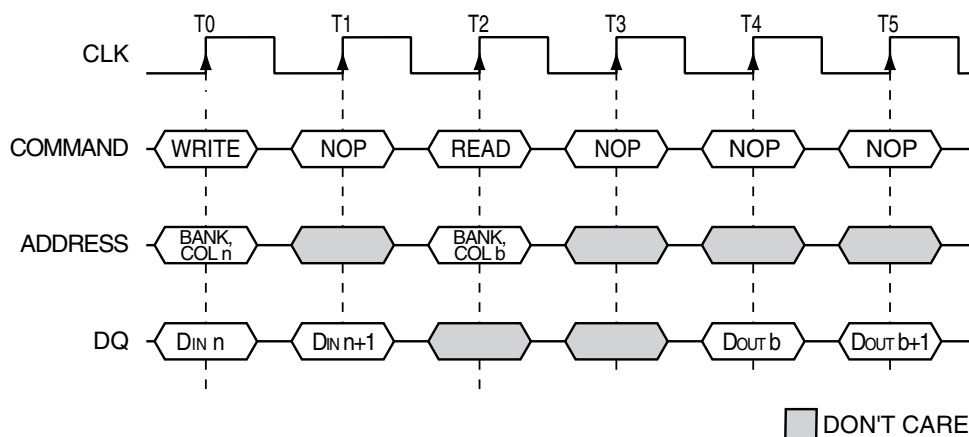 T0 T1 T2 T3 T4 T5
CLK
COMMAND WRITE NOP READ NOP NOP NOP
ADDRESS BANK, COL n BANK, COL b
DQ DIN n DIN n+1 DOUT b DOUT b+1
DON'T CARE